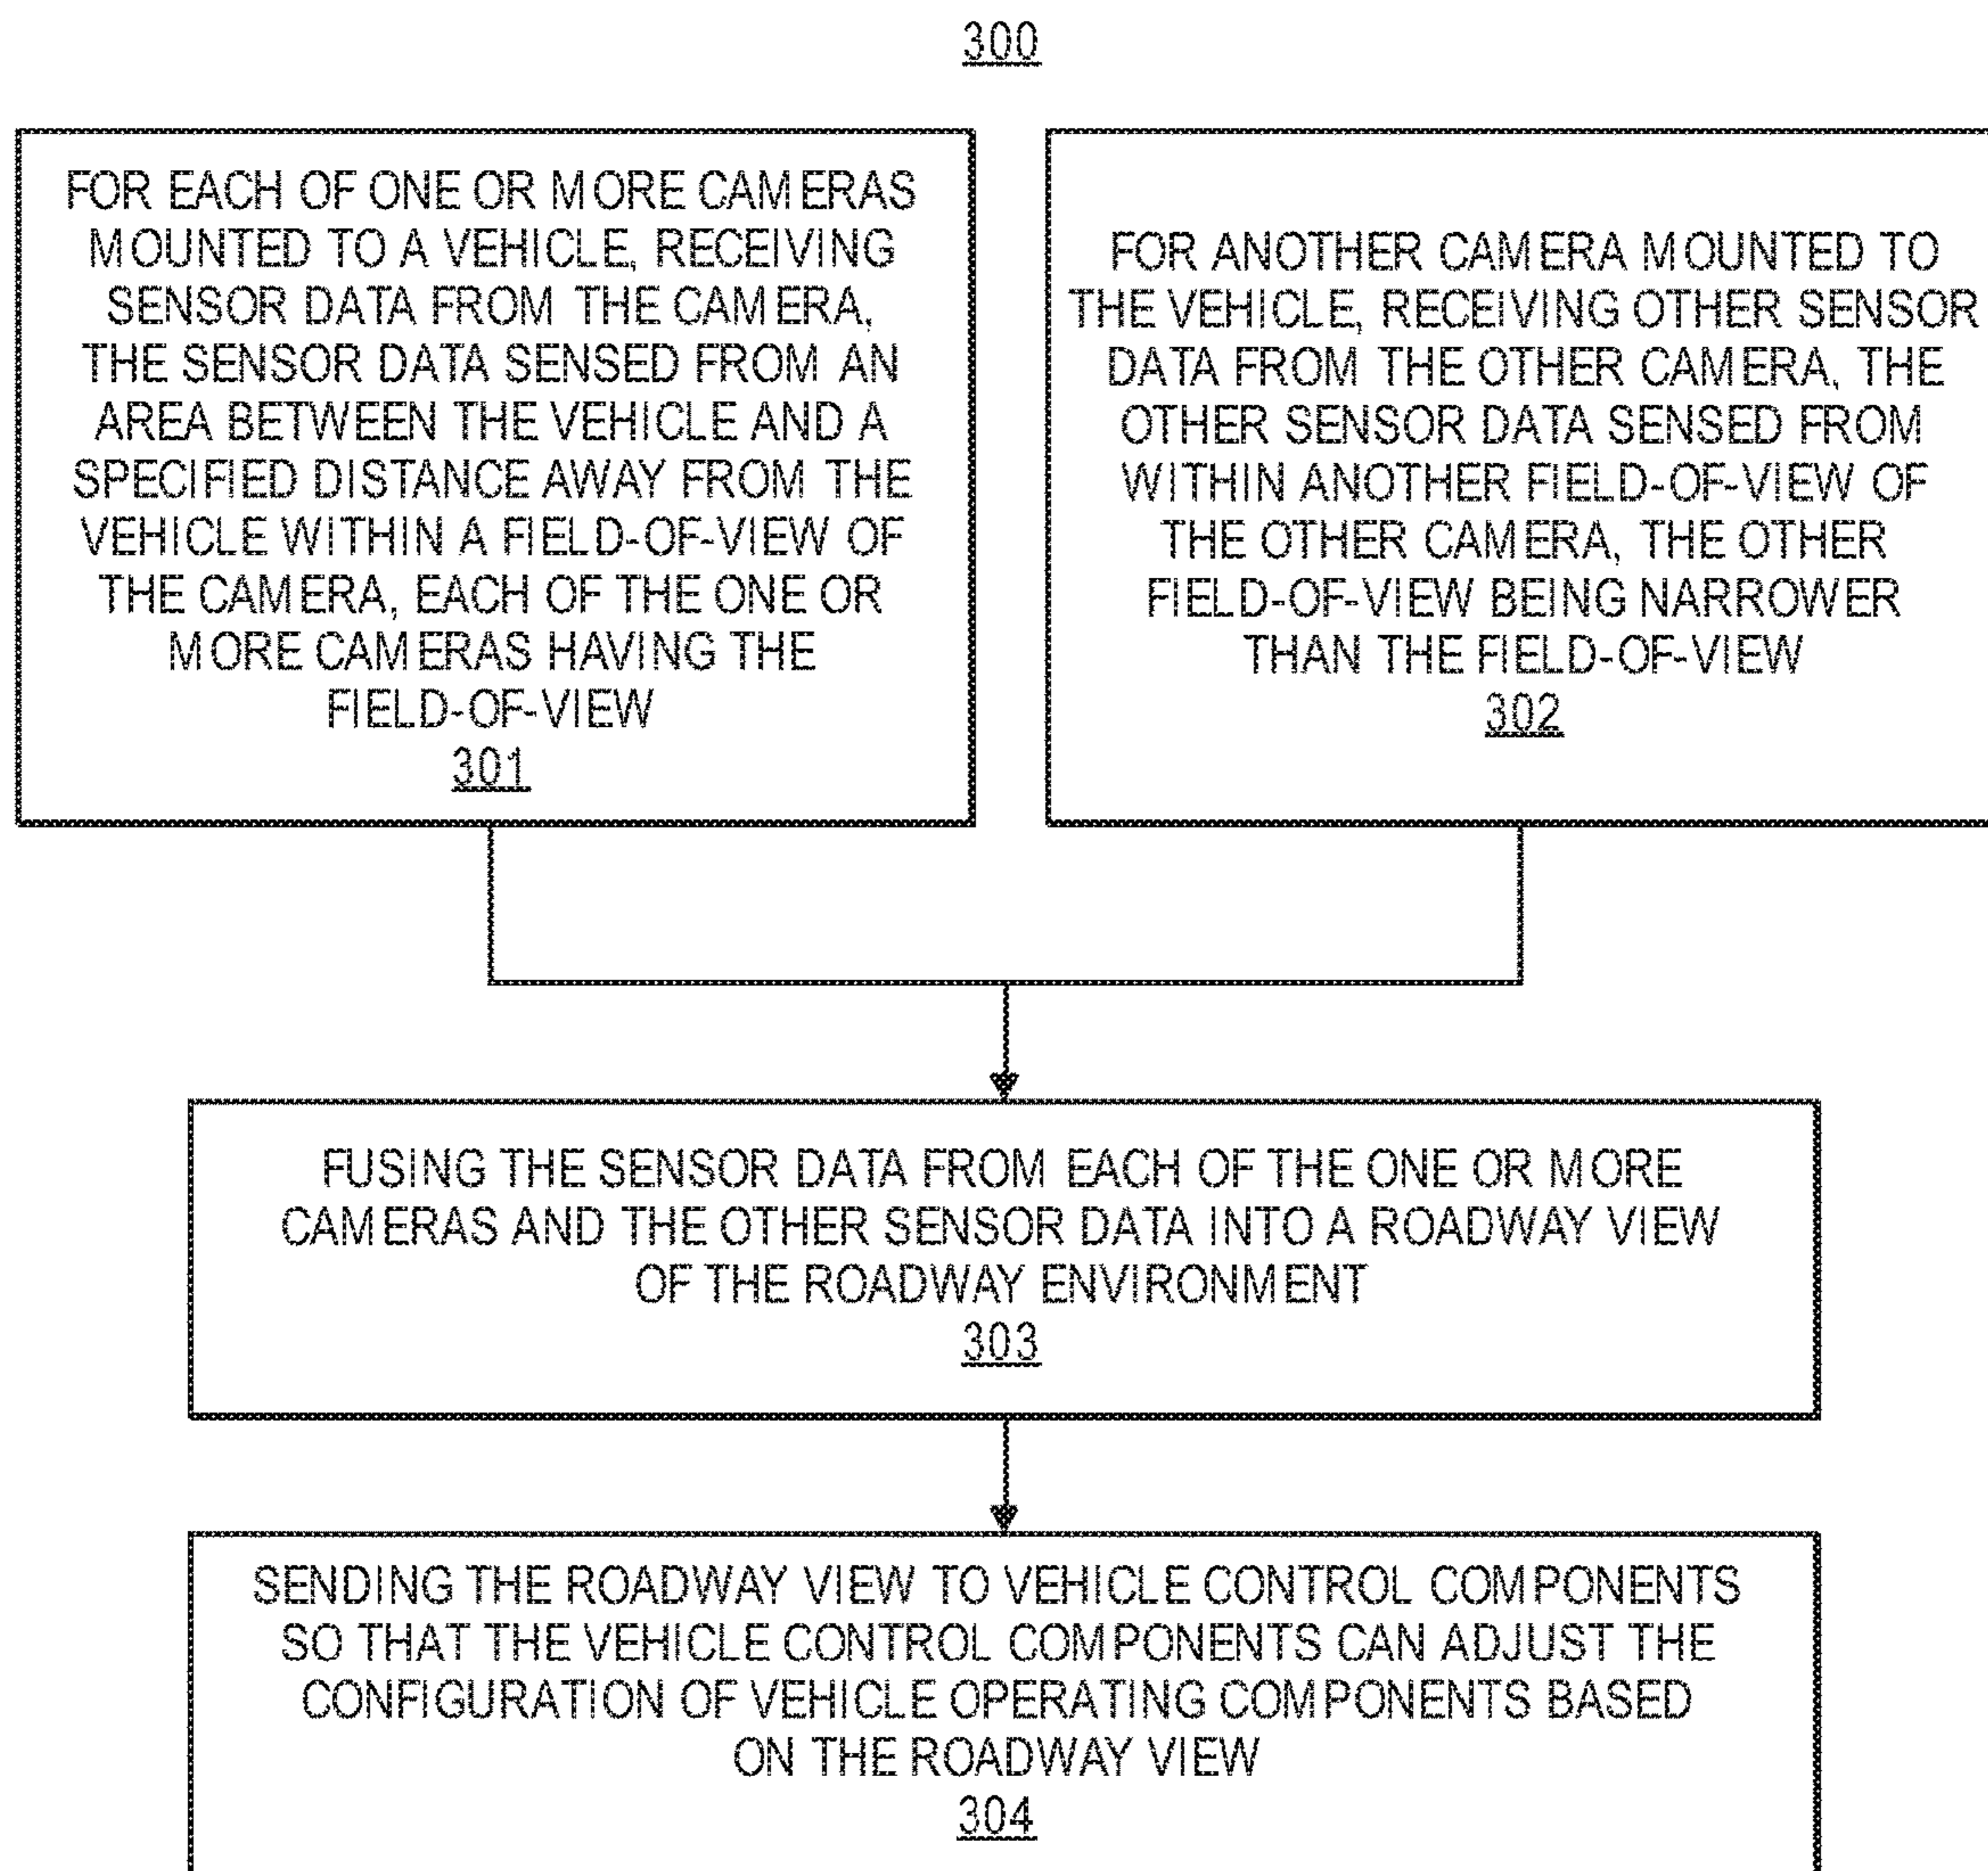 300
FOR EACH OF ONE OR MORE CAMERAS
MOUNTED TO A VEHICLE, RECEIVING
SENSOR DATA FROM THE CAMERA,
THE SENSOR DATA SENSED FROM AN
AREA BETWEEN THE VEHICLE AND A
SPECIFIED DISTANCE AWAY FROM THE
VEHICLE WITHIN A FIELD-OF-VIEW OF
THE CAMERA, EACH OF THE ONE OR
MORE CAMERAS HAVING THE
FIELD-OF-VIEW
301
FOR ANOTHER CAMERA MOUNTED TO
THE VEHICLE, RECEIVING OTHER SENSOR
DATA FROM THE OTHER CAMERA, THE
OTHER SENSOR DATA SENSED FROM
WITHIN ANOTHER FIELD-OF-VIEW OF
THE OTHER CAMERA, THE OTHER
FIELD-OF-VIEW BEING NARROWER
THAN THE FIELD-OF-VIEW
302
FUSING THE SENSOR DATA FROM EACH OF THE ONE OR MORE
CAMERAS AND THE OTHER SENSOR DATA INTO A ROADWAY VIEW
OF THE ROADWAY ENVIRONMENT
303
SENDING THE ROADWAY VIEW TO VEHICLE CONTROL COMPONENTS
SO THAT THE VEHICLE CONTROL COMPONENTS CAN ADJUST THE
CONFIGURATION OF VEHICLE OPERATING COMPONENTS BASED
ON THE ROADWAY VIEW
304